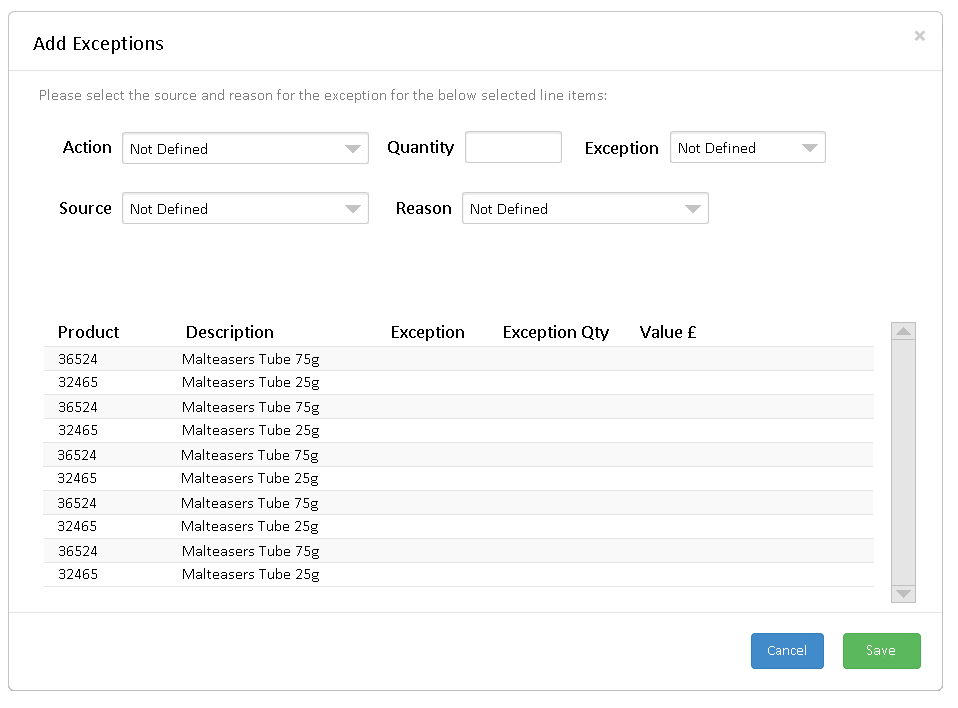 Add Exceptions ×
Please select the source and reason for the exception for the below selected line items:
Action Not Defined Quantity Exception Not Defined
Source Not Defined Reason Not Defined
Product Description Exception Exception Qty Value £
36524 Malteasers Tube 75g
32465 Malteasers Tube 25g
36524 Malteasers Tube 75g
32465 Malteasers Tube 25g
36524 Malteasers Tube 75g
32465 Malteasers Tube 25g
36524 Malteasers Tube 75g
32465 Malteasers Tube 25g
36524 Malteasers Tube 75g
32465 Malteasers Tube 25g
Cancel Save